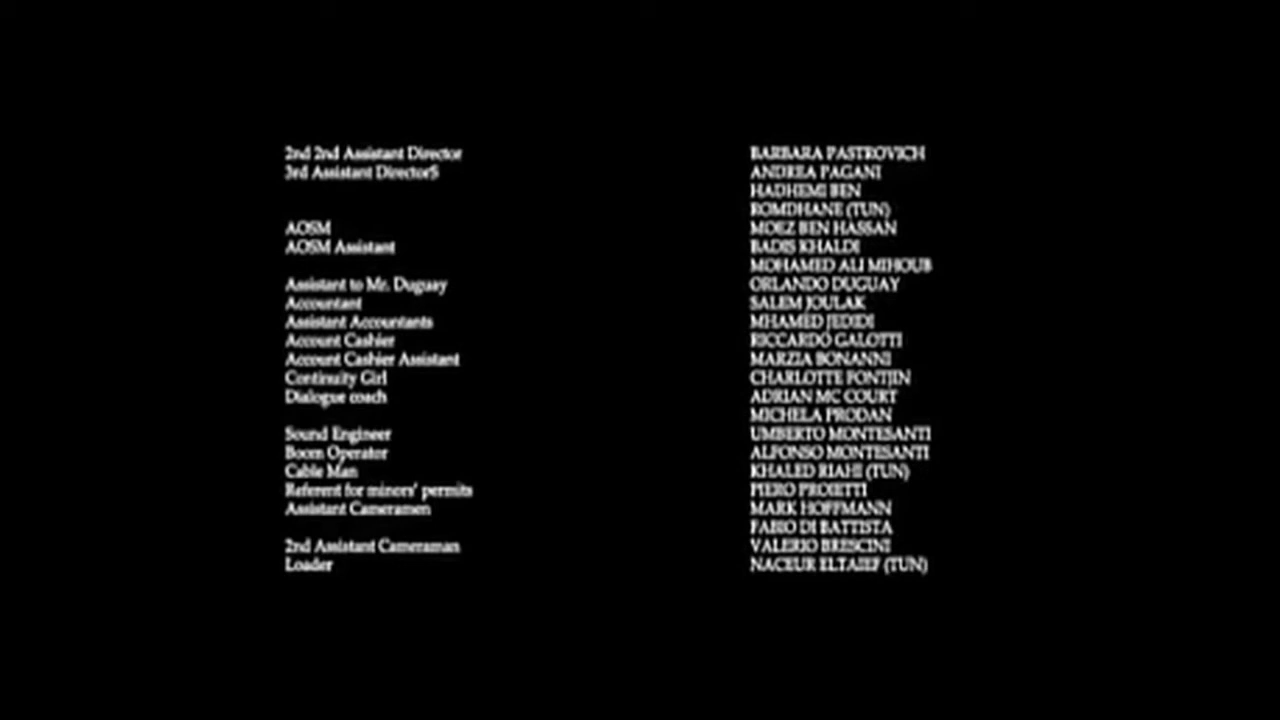 2nd 2nd Assistant Director BARBARA PASTROVICH
3rd Assistant DirectorS ANDREA PAGANI
HADHEMI BEN
ROMDHANE (TUN)
AOSM MOEZ BEN HASSAN
AOSM Assistant BADIS KHALDI
MOHAMED ALI MIHOUB
Assistant to Mr. Duguay ORLANDO DUGUAY
Accountant SALEM JOULAK
Assistant Accountants MHAMED JEDIDI
Account Cashier RICCARDO GALOTTI
Account Cashier Assistant MARZIA BONANNI
Continuity Girl CHARLOTTE FONTIJN
Dialogue coach ADRIAN MC COURT
MICHELA PRODAN
Sound Engineer UMBERTO MONTESANTI
Boom Operator ALFONSO MONTESANTI
Cable Man KHALED RIAHI (TUN)
Referent for minors' permits PIERO PROIETTI
Assistant Cameramen MARK HOFFMANN
FABIO DI BATTISTA
2nd Assistant Cameraman VALERIO BRESCINI
Loader NACEUR ELTAIEF (TUN)